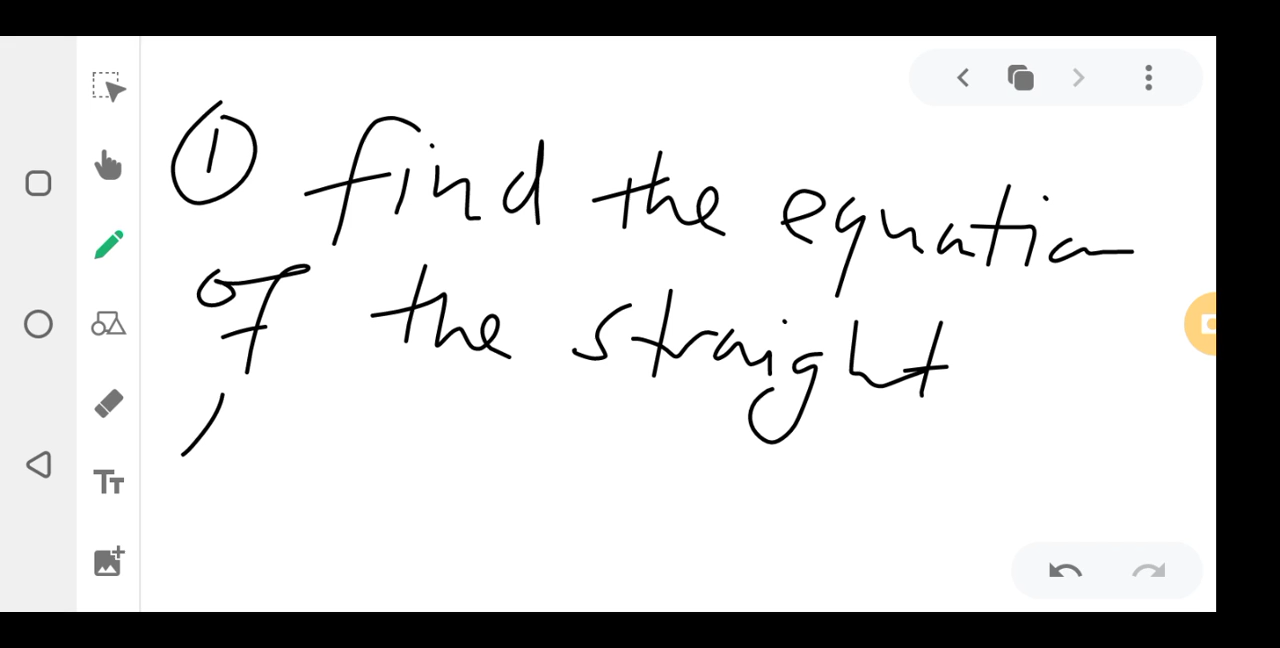 ① find the equation
of the straight